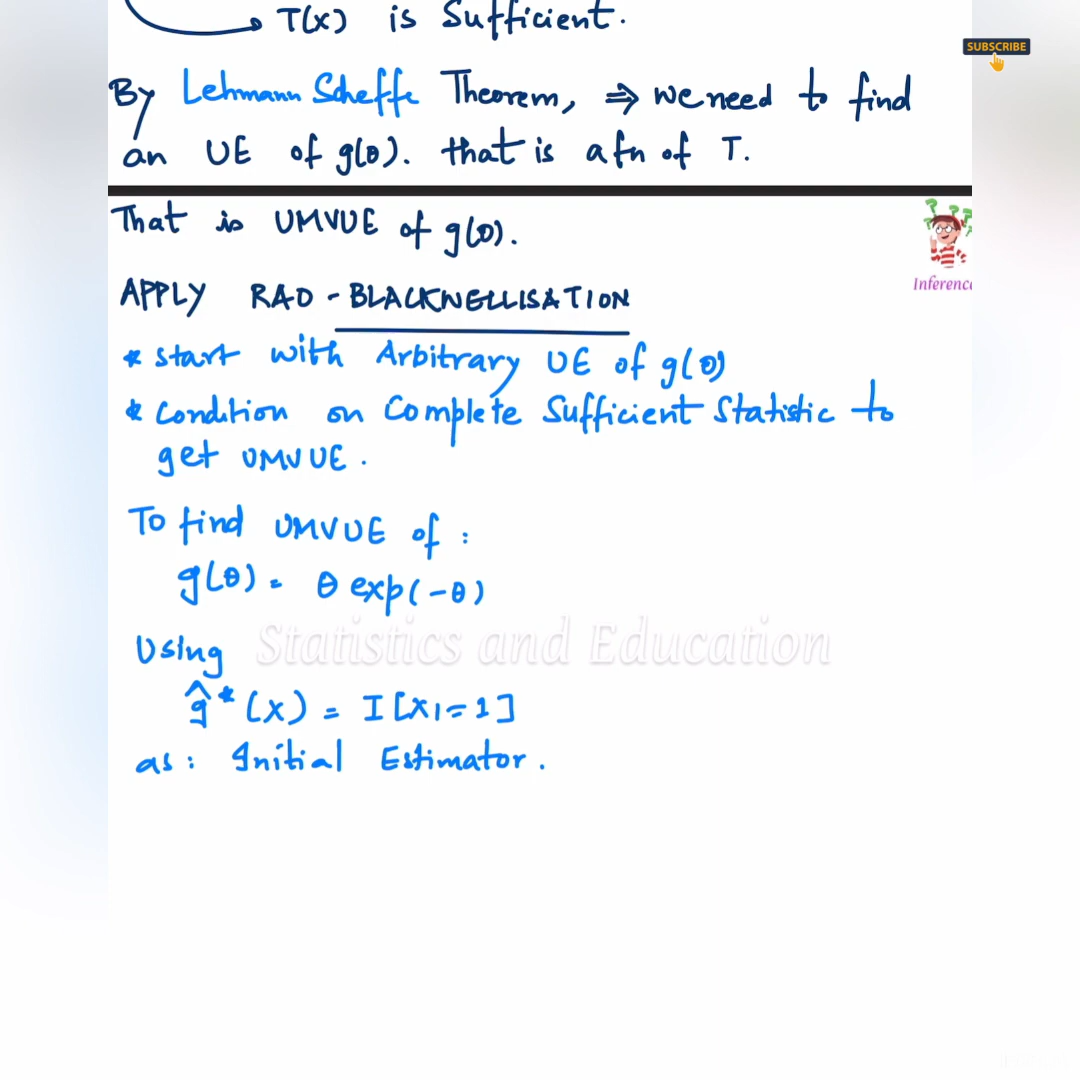 T(x) is Sufficient.
SUBSCRIBE
By Lehmann Scheffe Theorem, ⇒ we need to find
an UE of g(θ). that is a fn of T.
That is UMVUE of g(θ).
Inference
APPLY RAO-BLACKWELLISATION
* start with Arbitrary UE of g(θ)
* Condition on Complete Sufficient Statistic to
get UMVUE.
To find UMVUE of :
g(θ) = θ exp(-θ)
Statistics and Education
Using
ĝ*(x) = I[X1=1]
as: Initial Estimator.